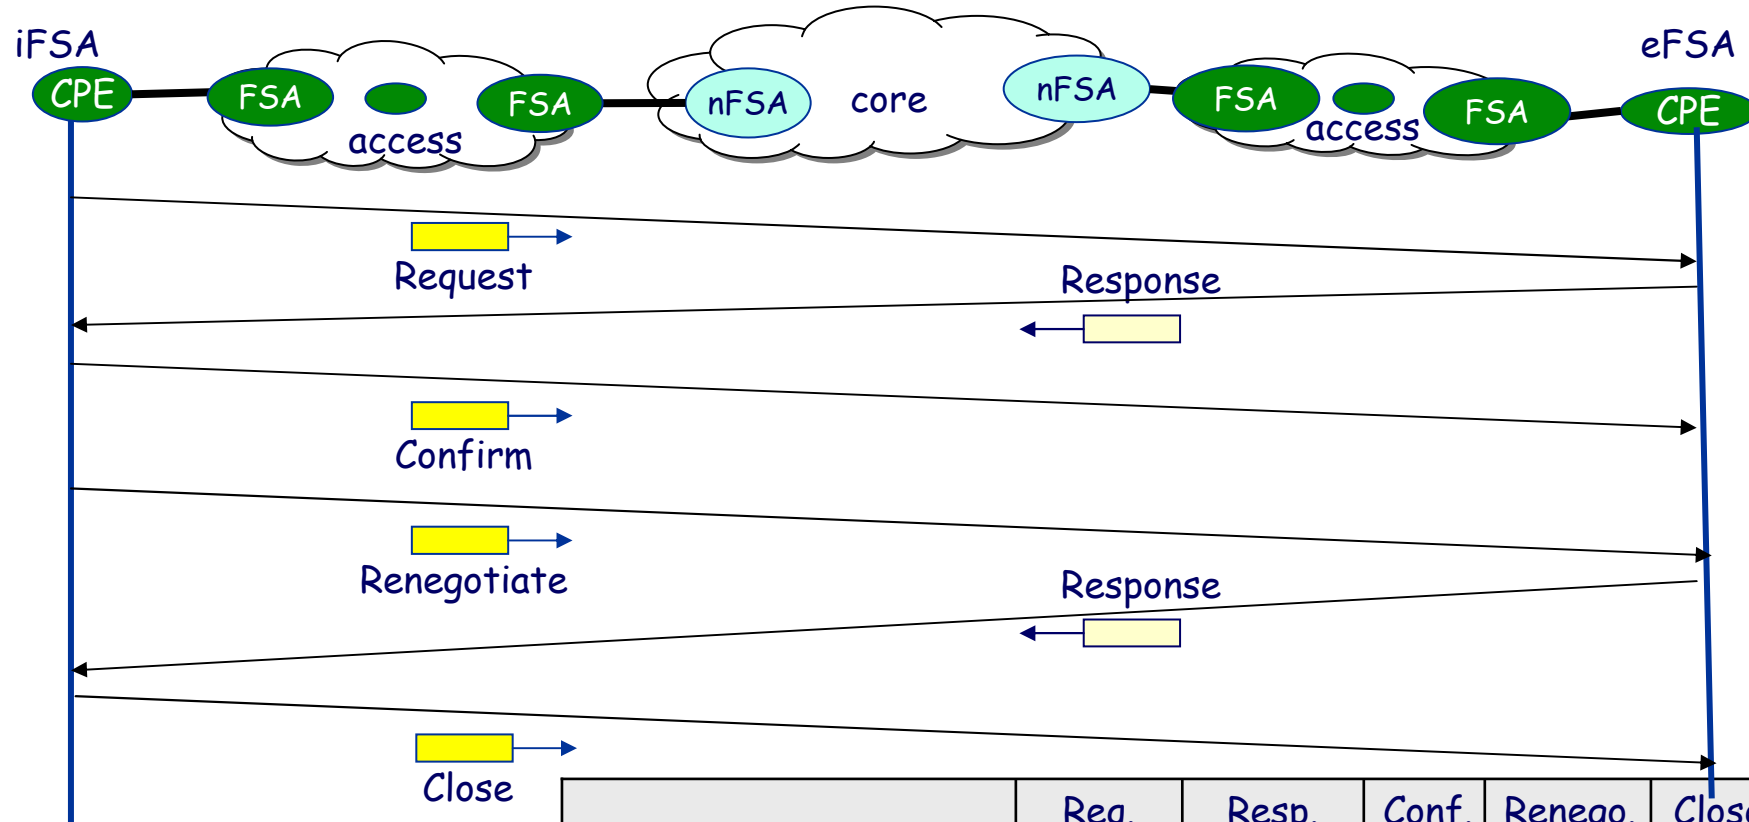 iFSA
eFSA
CPE
FSA
FSA
nFSA
core
nFSA
FSA
FSA
CPE
access
access
Request
Response
Confirm
Renegotiate
Response
Close
Req. Resp. Conf. Renego. Close